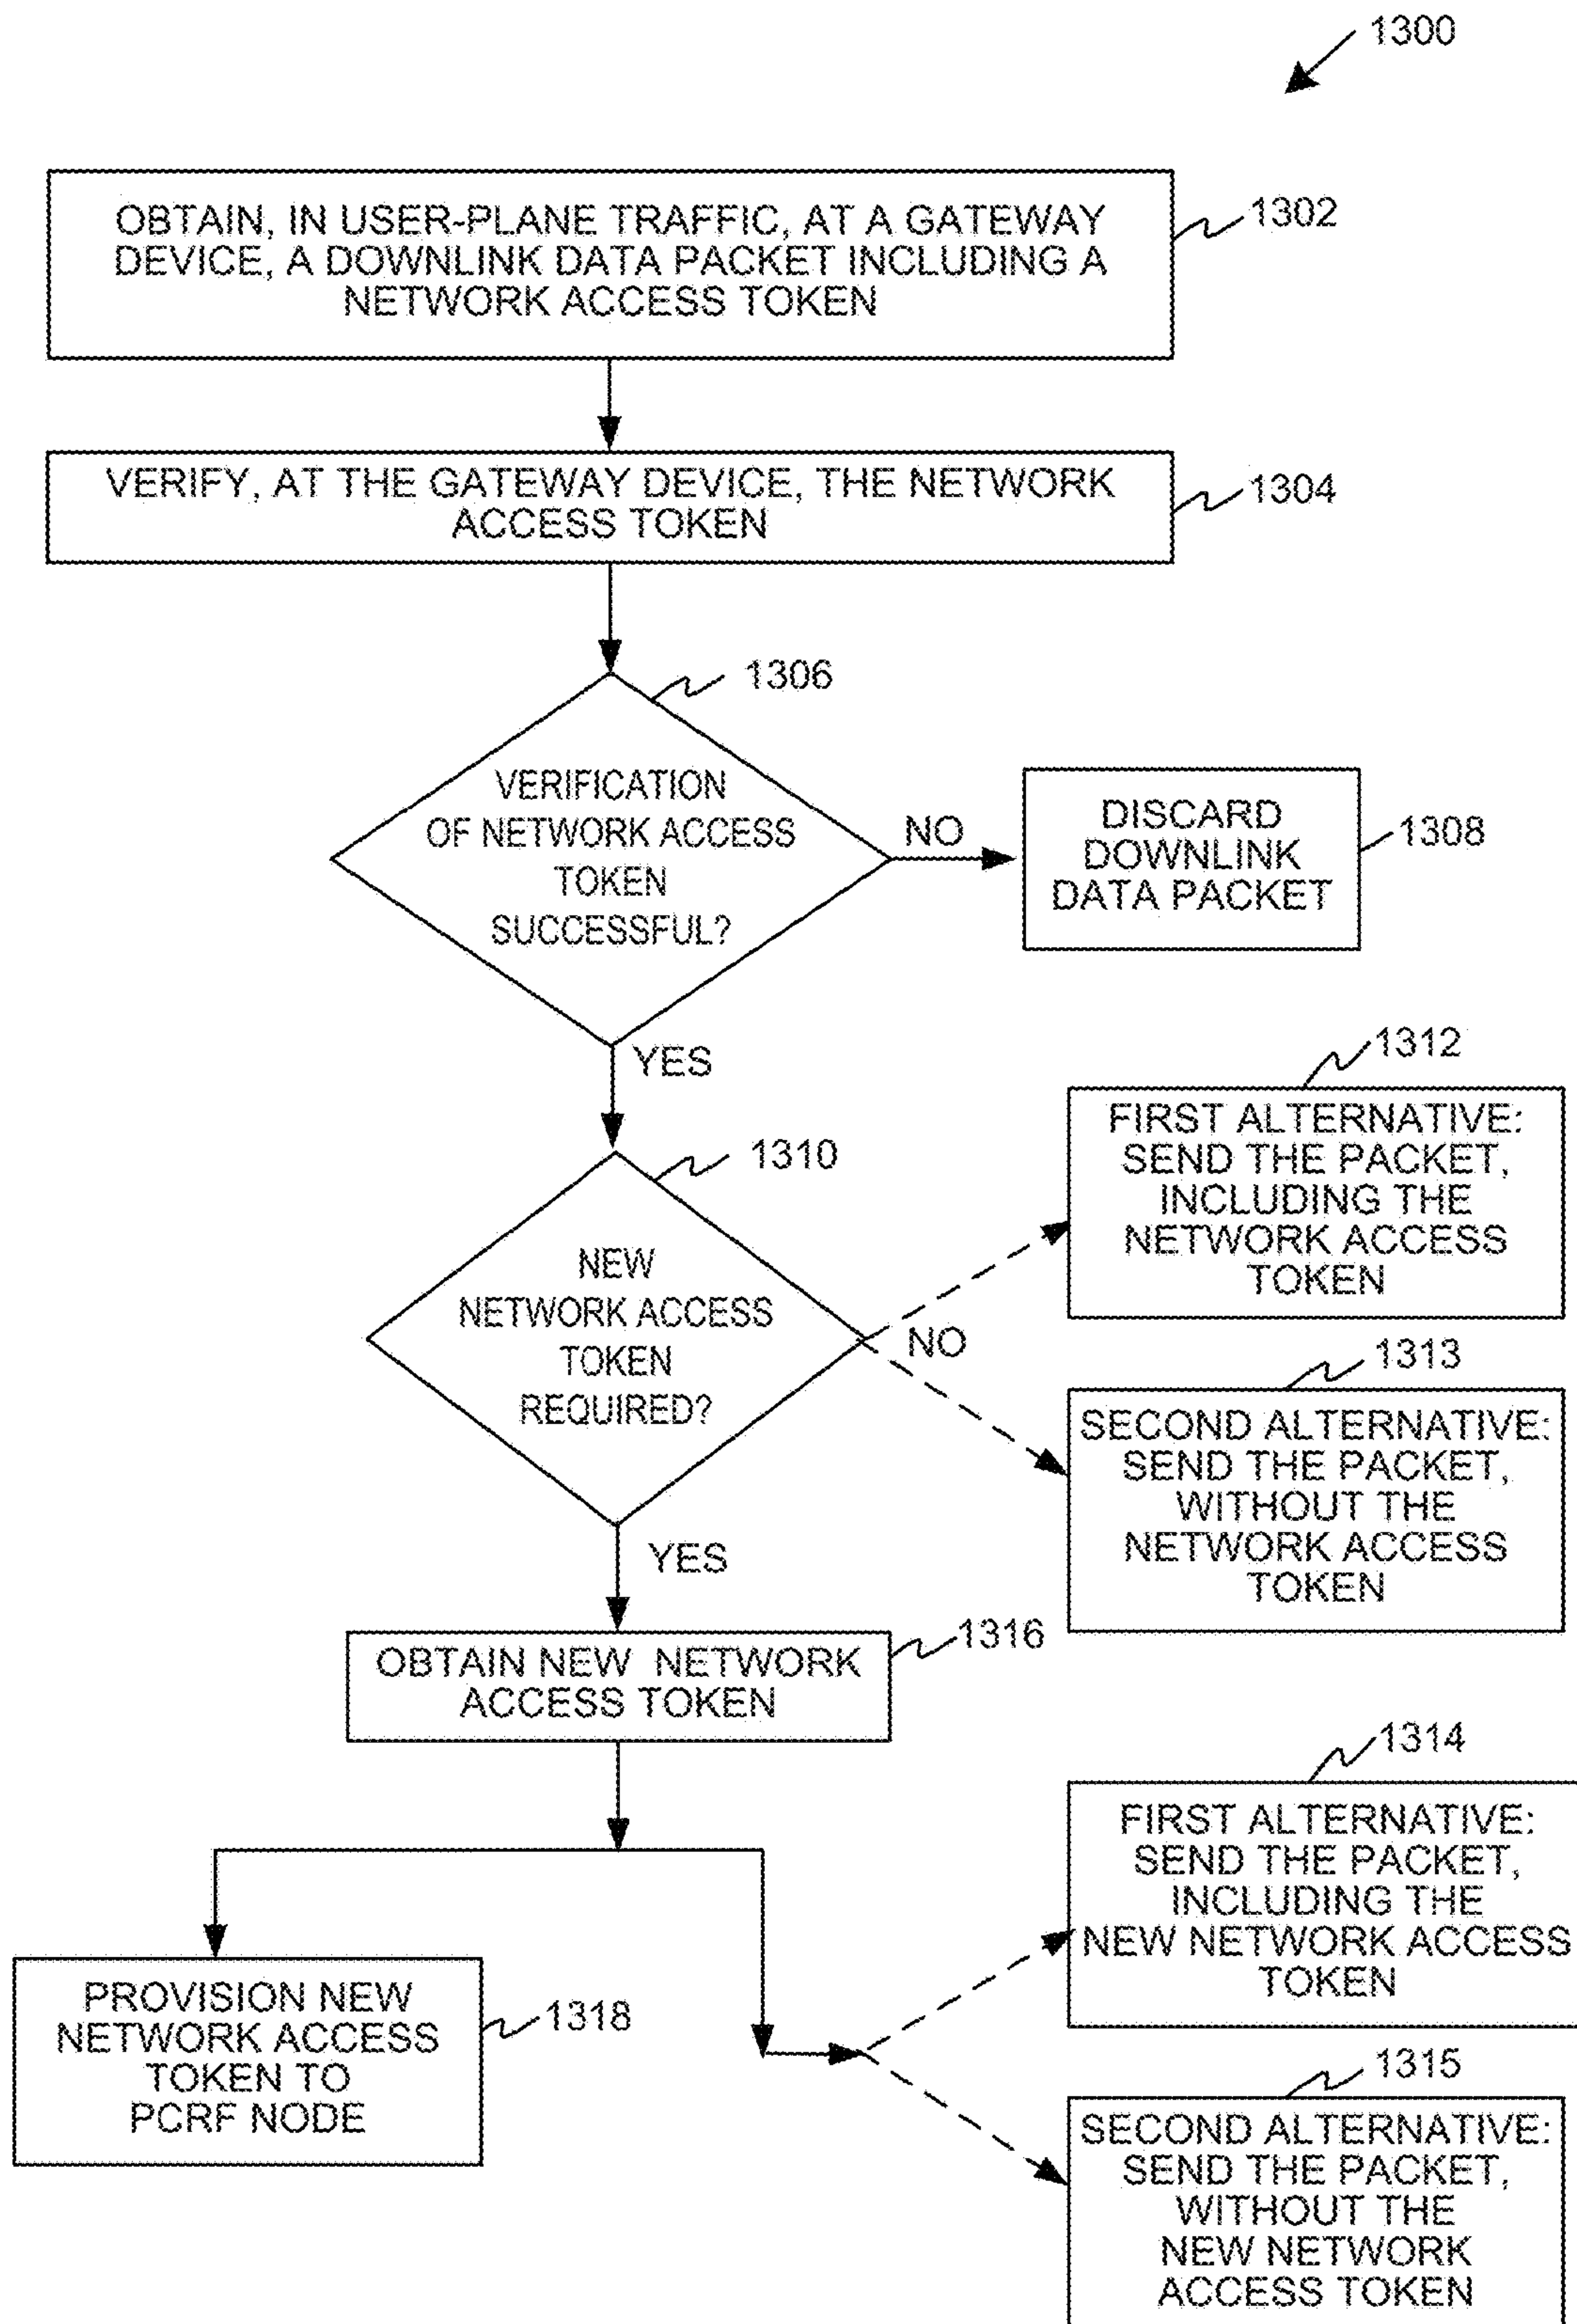 1300
OBTAIN, IN USER-PLANE TRAFFIC, AT A GATEWAY
DEVICE, A DOWNLINK DATA PACKET INCLUDING A
NETWORK ACCESS TOKEN
1302
VERIFY, AT THE GATEWAY DEVICE, THE NETWORK
ACCESS TOKEN
1304
1306
VERIFICATION
OF NETWORK ACCESS
TOKEN
SUCCESSFUL?
NO
DISCARD
DOWNLINK
DATA PACKET
1308
YES
1310
NEW
NETWORK ACCESS
TOKEN
REQUIRED?
NO
1312
FIRST ALTERNATIVE:
SEND THE PACKET,
INCLUDING THE
NETWORK ACCESS
TOKEN
1313
SECOND ALTERNATIVE:
SEND THE PACKET,
WITHOUT THE
NETWORK ACCESS
TOKEN
YES
OBTAIN NEW NETWORK
ACCESS TOKEN
1316
1314
FIRST ALTERNATIVE:
SEND THE PACKET,
INCLUDING THE
NEW NETWORK ACCESS
TOKEN
PROVISION NEW
NETWORK ACCESS
TOKEN TO
PCRF NODE
1318
1315
SECOND ALTERNATIVE:
SEND THE PACKET,
WITHOUT THE
NEW NETWORK
ACCESS TOKEN